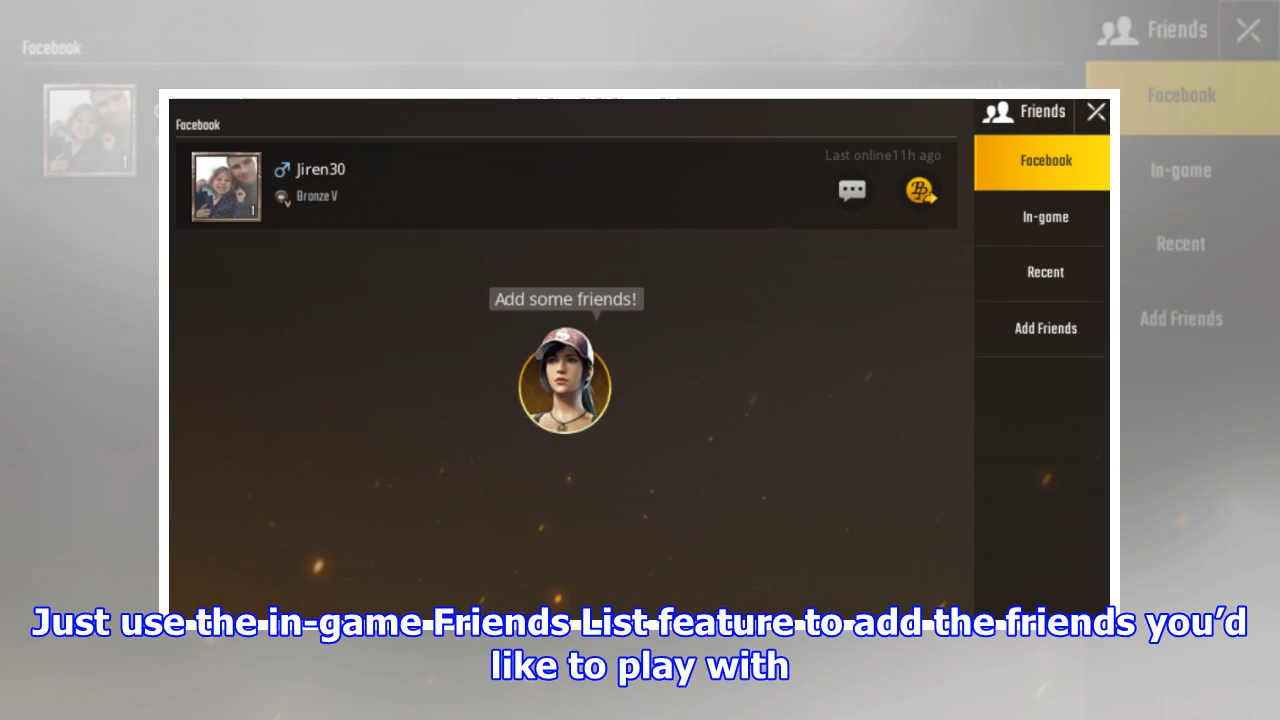 Facebook
Friends
Facebook
In-game
Recent
Add Friends
Facebook
Jiren30
Bronze V
1
Last online11h ago
Add some friends!
Friends
Facebook
In-game
Recent
Add Friends
Just use the in-game Friends List feature to add the friends you’d
like to play with